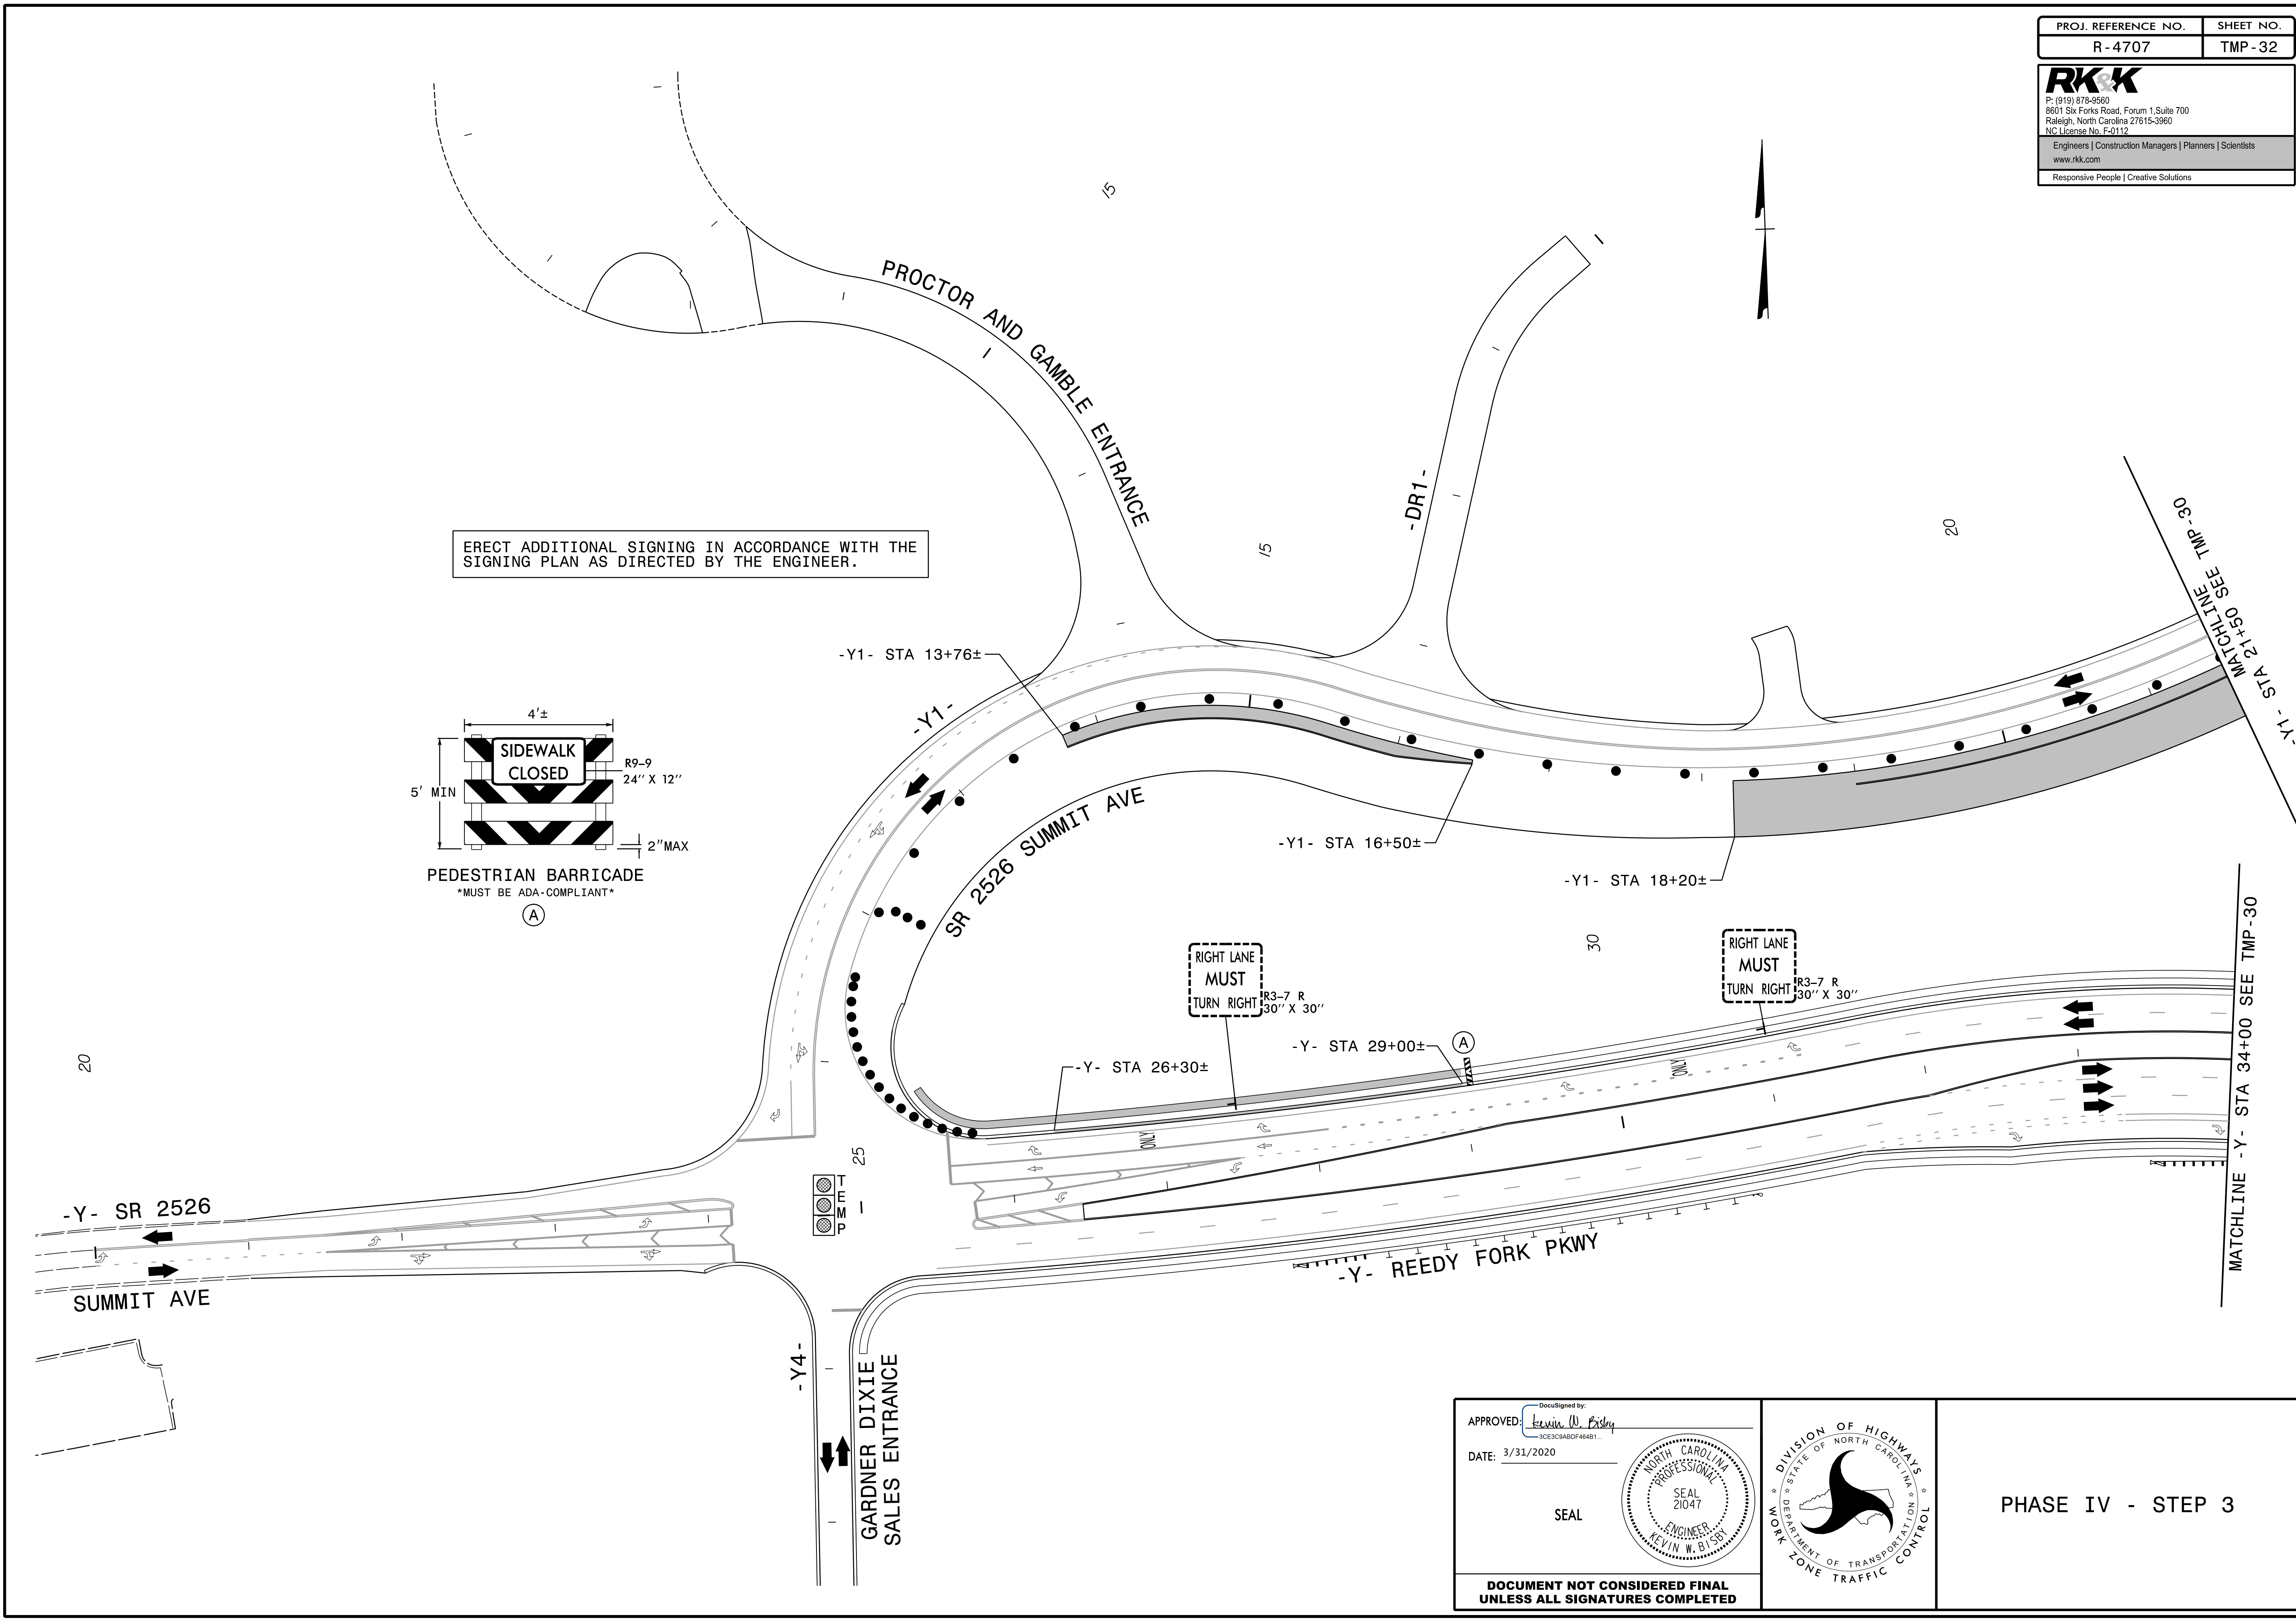 PROJ. REFERENCE NO.
SHEET NO.
R-4707
TMP-32
RK&K
P: (919) 878-9560
8601 Six Forks Road, Forum 1,Suite 700
Raleigh, North Carolina 27615-3960
NC License No. F-0112
Engineers | Construction Managers | Planners | Scientists
www.rkk.com
Responsive People | Creative Solutions
15
PROCTOR AND GAMBLE ENTRANCE
-DR1-
15
20
MATCHLINE -Y1- STA 21+50 SEE TMP-30
MATCHLINE
-Y1- STA 21+50 SEE TMP-30
ERECT ADDITIONAL SIGNING IN ACCORDANCE WITH THE
SIGNING PLAN AS DIRECTED BY THE ENGINEER.
-Y1- STA 13+76±
-Y1-
4'±
SIDEWALK
CLOSED
R9-9
24'' X 12''
5' MIN
2"MAX
PEDESTRIAN BARRICADE
*MUST BE ADA-COMPLIANT*
A
SR 2526 SUMMIT AVE
-Y1- STA 16+50±
-Y1- STA 18+20±
RIGHT LANE
MUST
TURN RIGHT
R3-7 R
30'' X 30''
30
RIGHT LANE
MUST
TURN RIGHT
R3-7 R
30'' X 30''
20
-Y- STA 29+00±
A
-Y- STA 26+30±
ONLY
ONLY
MATCHLINE -Y- STA 34+00 SEE TMP-30
25
TEMP
-Y- SR 2526
SUMMIT AVE
-Y- REEDY FORK PKWY
-Y4-
GARDNER DIXIE
SALES ENTRANCE
DocuSigned by:
APPROVED: Kevin W. Bisby
3CE3C9ABDF464B1...
DATE: 3/31/2020
SEAL
NORTH CAROLINA
PROFESSIONAL
SEAL
21047
ENGINEER
KEVIN W. BISBY
DOCUMENT NOT CONSIDERED FINAL
UNLESS ALL SIGNATURES COMPLETED
DIVISION OF HIGHWAYS
STATE OF NORTH CAROLINA
DEPARTMENT OF TRANSPORTATION
WORK ZONE TRAFFIC CONTROL
PHASE IV - STEP 3